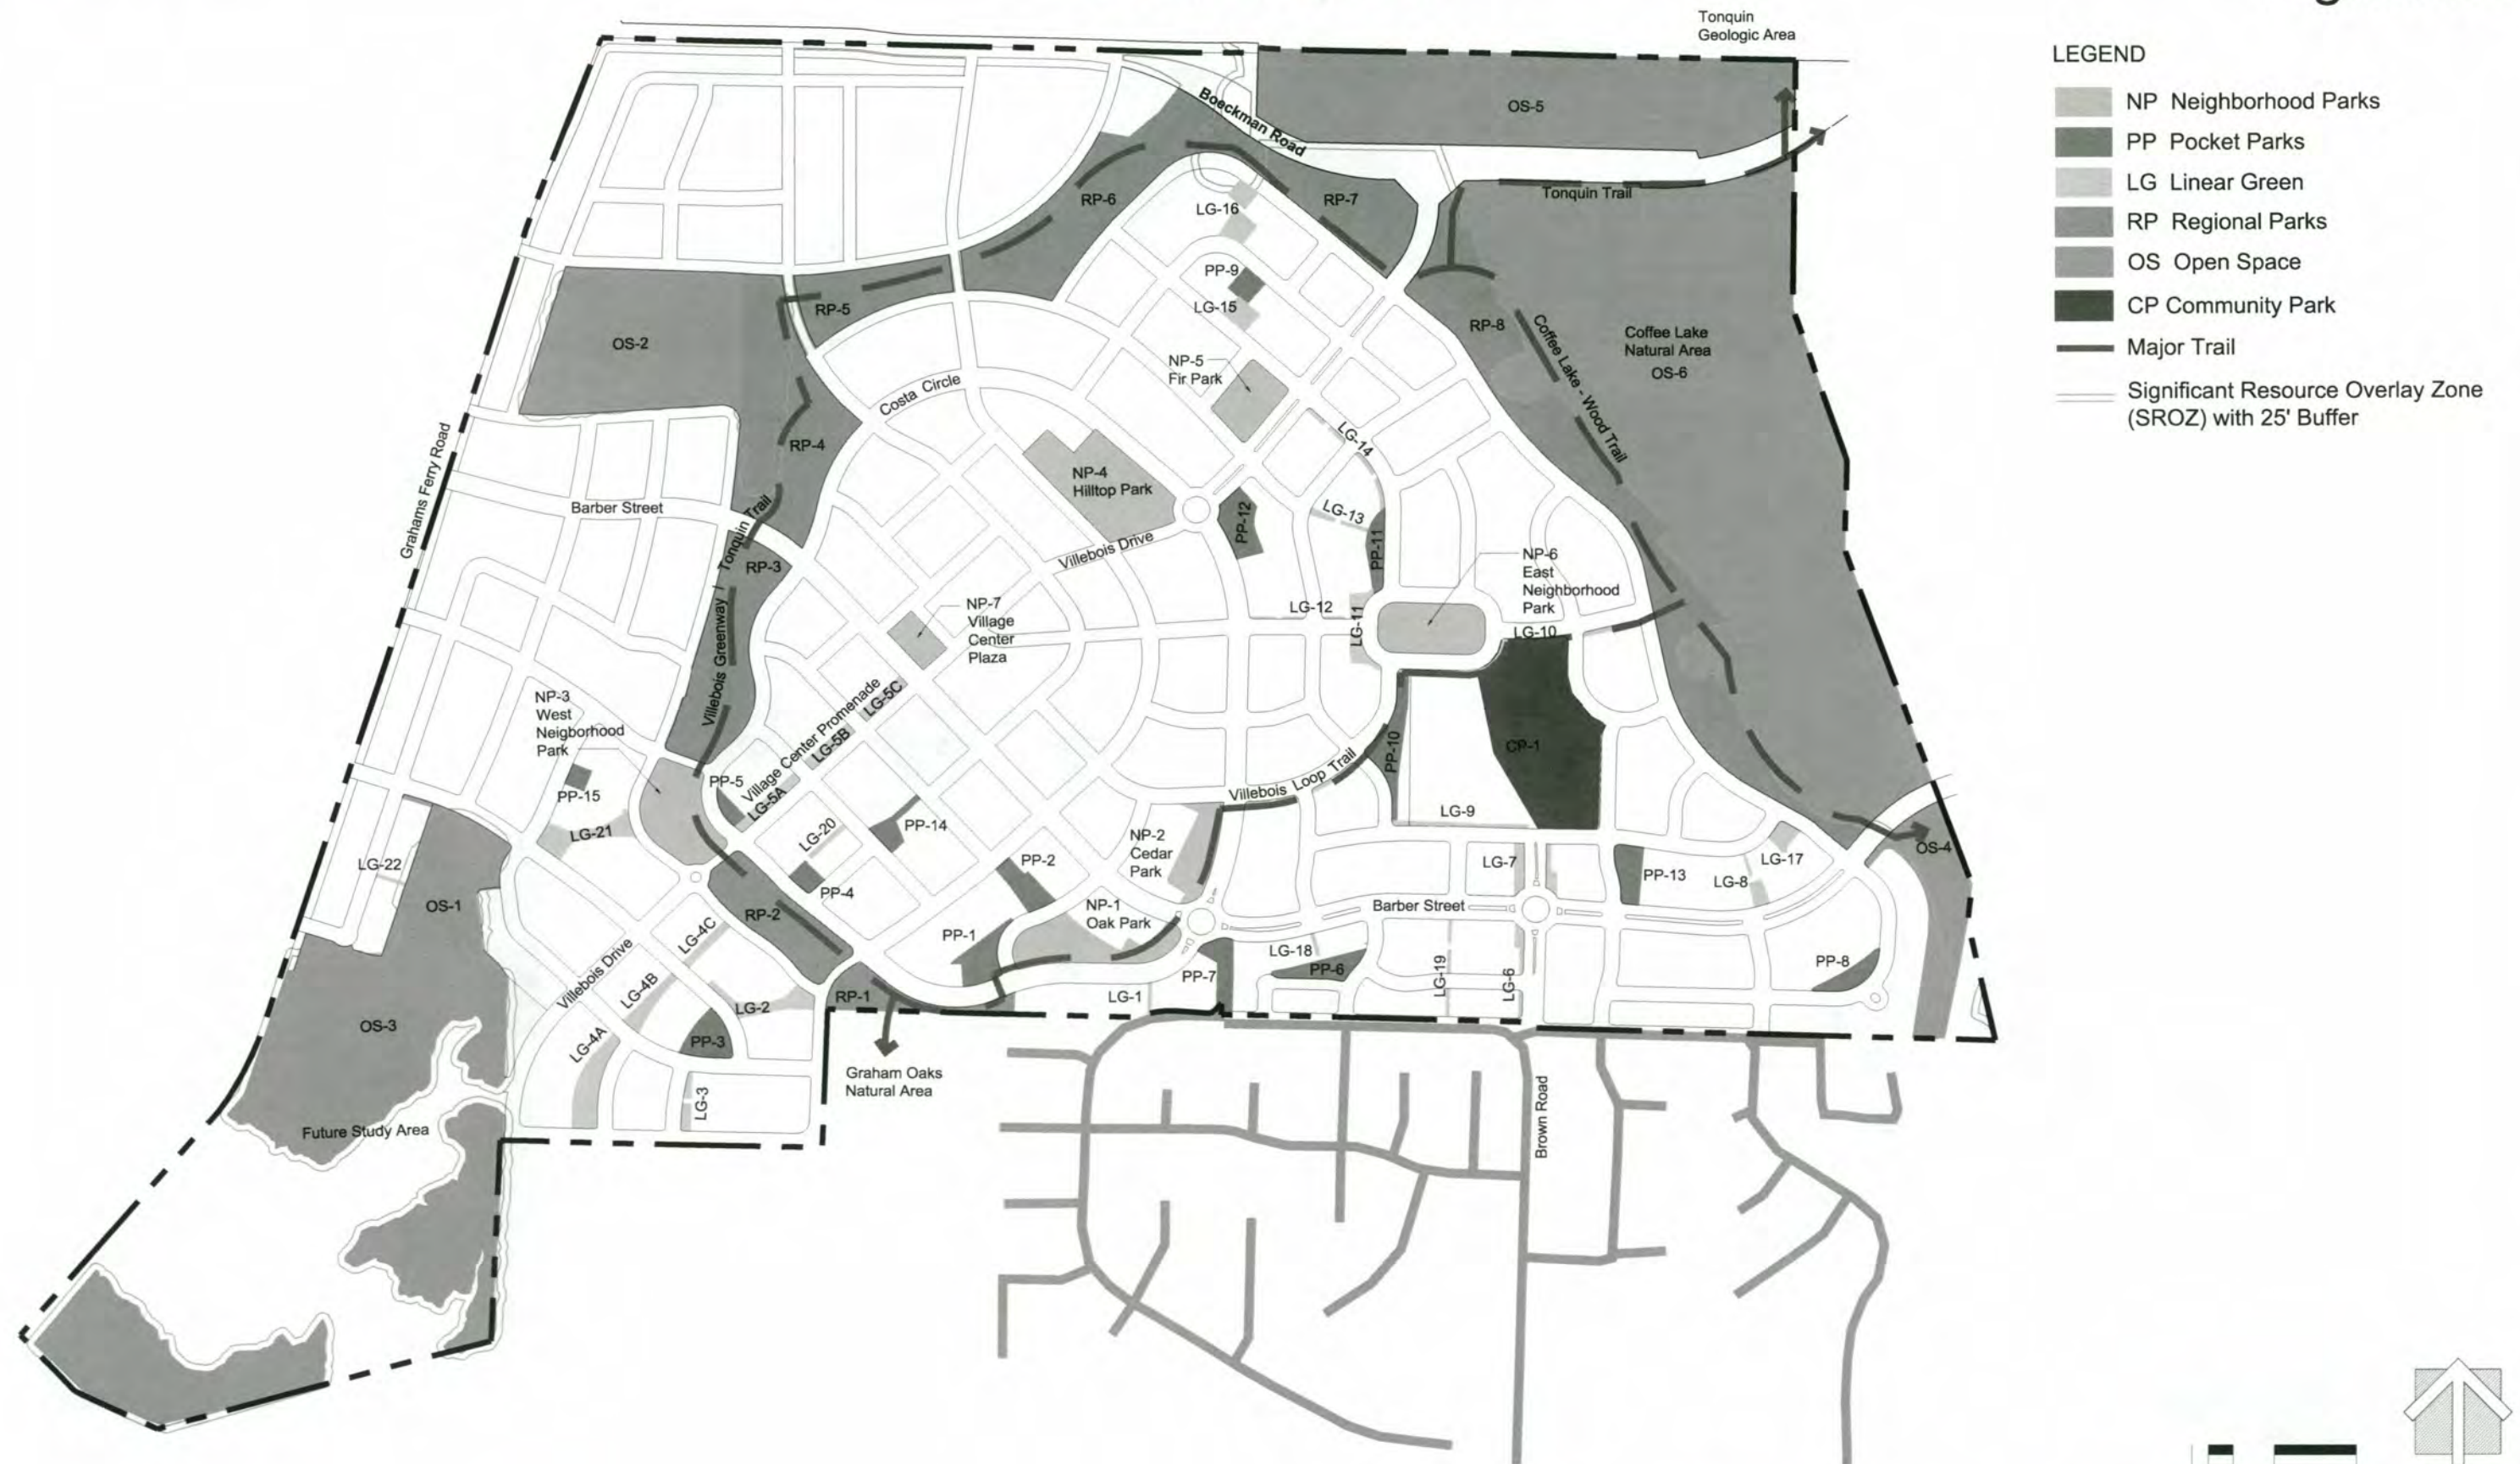 Tonquin
Geologic Area
LEGEND
NP Neighborhood Parks
PP Pocket Parks
LG Linear Green
RP Regional Parks
OS Open Space
CP Community Park
Major Trail
Significant Resource Overlay Zone
(SROZ) with 25' Buffer
Boeckman Road
OS-5
Tonquin Trail
RP-6
RP-7
LG-16
PP-9
LG-15
RP-5
RP-8
OS-2
Coffee Lake
Natural Area
OS-6
Coffee Lake - Wood Trail
NP-5
Fir Park
Costa Circle
RP-4
LG-14
NP-4
Hilltop Park
Grahams Ferry Road
Barber Street
LG-13
PP-12
PP-11
Villebois Drive
RP-3
Villebois Greenway / Tonquin Trail
NP-6
East
Neighborhood
Park
NP-7
Village
Center
Plaza
LG-12
LG-11
LG-10
NP-3
West
Neigborhood
Park
Village Center Promenade
LG-5C
LG-5B
LG-5A
PP-5
PP-15
CP-1
PP-10
Villebois Loop Trail
LG-9
LG-21
LG-20
PP-14
NP-2
Cedar
Park
PP-2
LG-22
PP-4
LG-7
PP-13
LG-8
LG-17
OS-4
OS-1
RP-2
NP-1
Oak Park
Barber Street
PP-1
LG-4C
Villebois Drive
LG-4B
LG-18
PP-6
PP-7
LG-19
LG-6
PP-8
RP-1
LG-1
LG-2
OS-3
LG-4A
PP-3
LG-3
Graham Oaks
Natural Area
Future Study Area
Brown Road